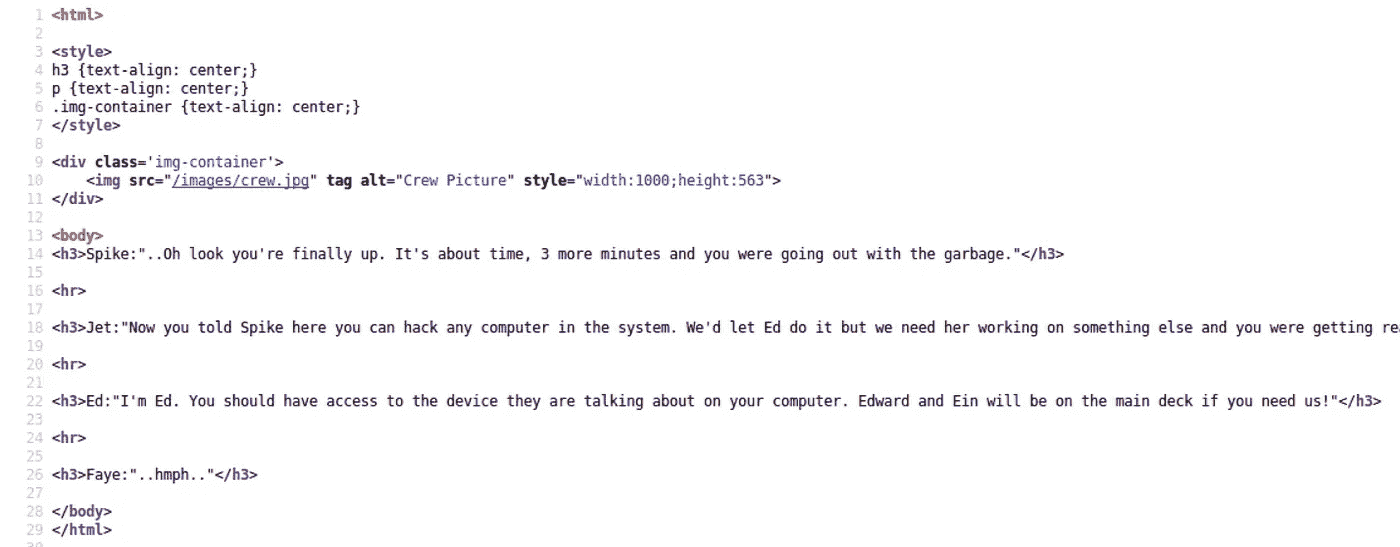 1 <html>
2
3 <style>
4 h3 {text-align: center;}
5 p {text-align: center;}
6 .img-container {text-align: center;}
7 </style>
8
9 <div class='img-container'>
10     <img src="/images/crew.jpg" tag alt="Crew Picture" style="width:1000;height:563">
11 </div>
12
13 <body>
14 <h3>Spike:"..Oh look you're finally up. It's about time, 3 more minutes and you were going out with the garbage."</h3>
15
16 <hr>
17
18 <h3>Jet:"Now you told Spike here you can hack any computer in the system. We'd let Ed do it but we need her working on something else and you were getting
19
20 <hr>
21
22 <h3>Ed:"I'm Ed. You should have access to the device they are talking about on your computer. Edward and Ein will be on the main deck if you need us!"</h3>
23
24 <hr>
25
26 <h3>Faye:"..hmph.."</h3>
27
28 </body>
29 </html>